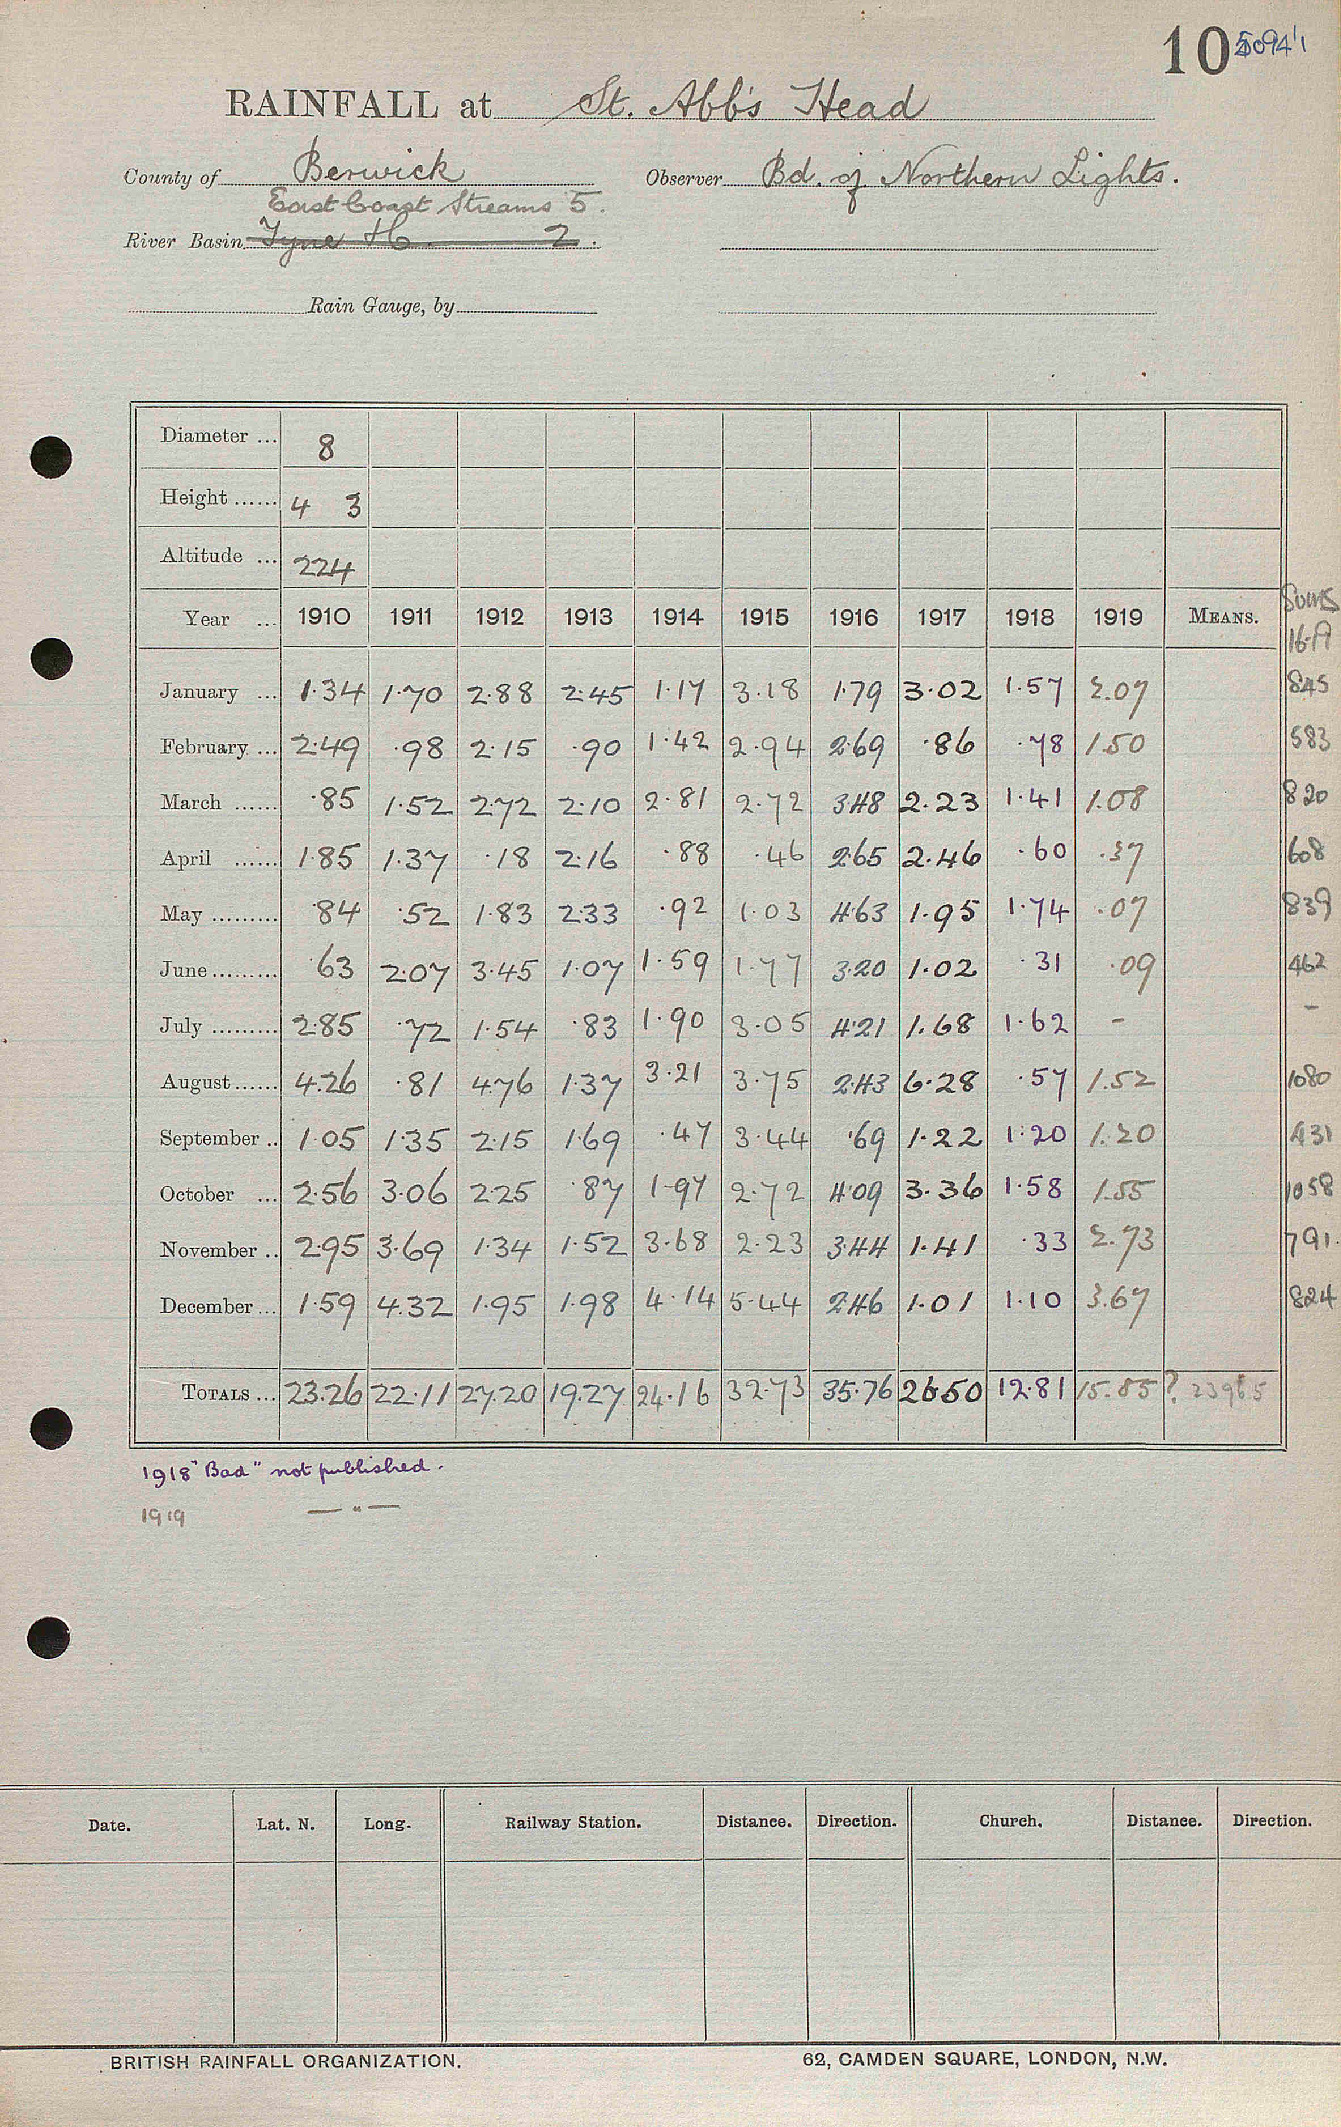 10 5094/1
RAINFALL at St. Abb's Head
County of Berwick Observer Bd. of Northern Lights.
East Coast Streams 5.
River Basin Tyne H. 2.
Rain Gauge, by
Diameter ... 8
Height ...... 4 3
Altitude ... 224
Sums
Year ... 1910 1911 1912 1913 1914 1915 1916 1917 1918 1919 MEANS. 16-19
January ... 1.34 1.70 2.88 2.45 1.17 3.18 1.79 3.02 1.57 2.07 845
February ... 2.49 .98 2.15 .90 1.42 2.94 2.69 .86 .78 1.50 583
March ...... .85 1.52 2.72 2.10 2.81 2.72 3.48 2.23 1.41 1.08 820
April ...... 1.85 1.37 .18 2.16 .88 .46 2.65 2.46 .60 .37 608
May ......... .84 .52 1.83 2.33 .92 1.03 4.63 1.95 1.74 .07 839
June ......... .63 2.07 3.45 1.07 1.59 1.77 3.20 1.02 .31 .09 462
July ......... 2.85 .72 1.54 .83 1.90 3.05 4.21 1.68 1.62 - -
August ...... 4.26 .81 4.76 1.37 3.21 3.75 2.43 6.28 .57 1.52 1080
September .. 1.05 1.35 2.15 1.69 .47 3.44 .69 1.22 1.20 1.20 431
October ... 2.56 3.06 2.25 .87 1.97 2.72 4.09 3.36 1.58 1.55 1058
November .. 2.95 3.69 1.34 1.52 3.68 2.23 3.44 1.41 .33 2.73 791.
December ... 1.59 4.32 1.95 1.98 4.14 5.44 2.46 1.01 1.10 3.67 824
TOTALS ... 23.26 22.11 27.20 19.27 24.16 32.73 35.76 26.50 12.81 15.85 ?
1918 "Bad" not published.
1919 — " —
Date. Lat. N. Long. Railway Station. Distance. Direction. Church. Distance. Direction.
BRITISH RAINFALL ORGANIZATION. 62, CAMDEN SQUARE, LONDON, N.W.